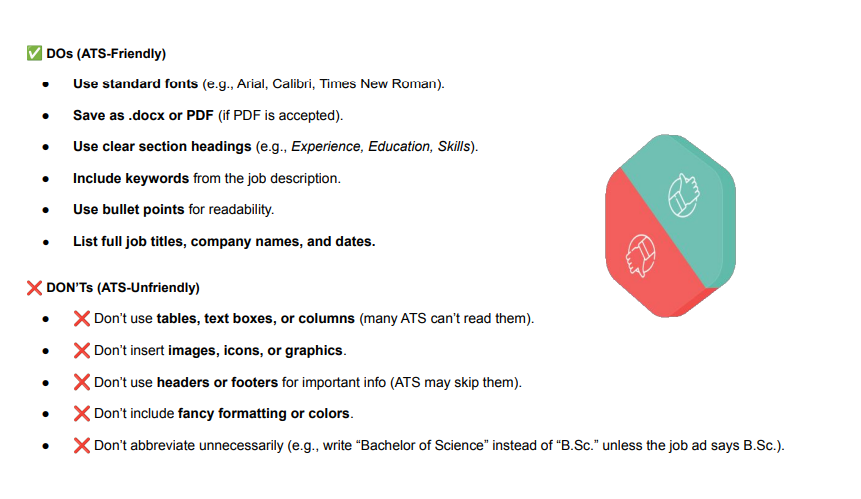 ✅ DOs (ATS-Friendly)
● Use standard fonts (e.g., Arial, Calibri, Times New Roman).
● Save as .docx or PDF (if PDF is accepted).
● Use clear section headings (e.g., Experience, Education, Skills).
● Include keywords from the job description.
● Use bullet points for readability.
● List full job titles, company names, and dates.
❌ DON’Ts (ATS-Unfriendly)
● ❌ Don’t use tables, text boxes, or columns (many ATS can’t read them).
● ❌ Don’t insert images, icons, or graphics.
● ❌ Don’t use headers or footers for important info (ATS may skip them).
● ❌ Don’t include fancy formatting or colors.
● ❌ Don’t abbreviate unnecessarily (e.g., write “Bachelor of Science” instead of “B.Sc.” unless the job ad says B.Sc.).